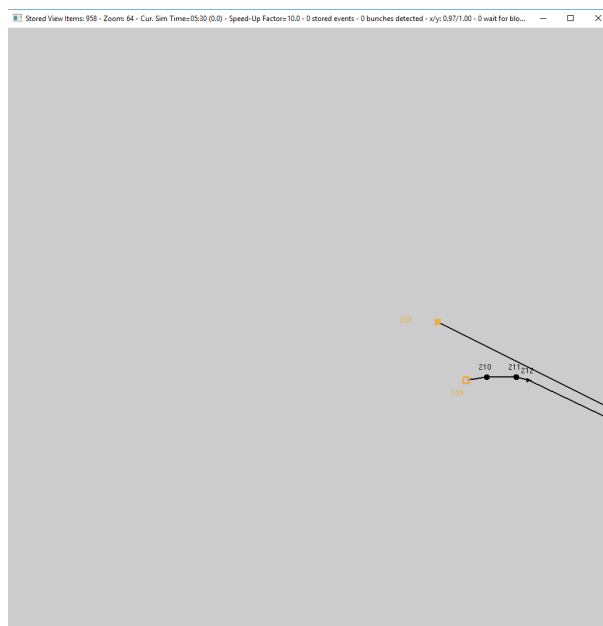 Stored View Items: 958 - Zoom: 64 - Cur. Sim Time=05:30 (0.0) - Speed-Up Factor=10.0 - 0 stored events - 0 bunches detected - x/y: 0.97/1.00 - 0 wait for blo...
210
211
212